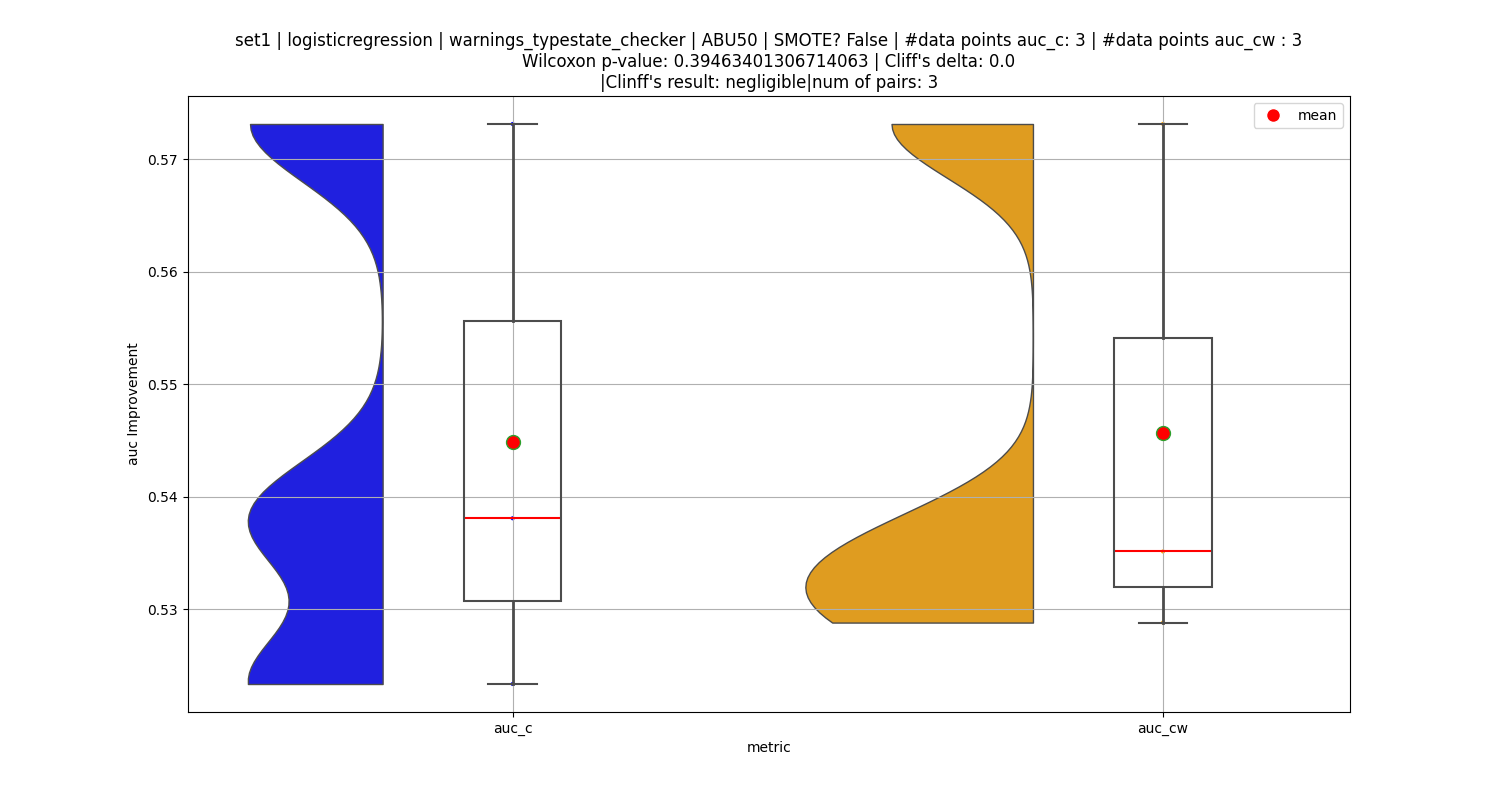 set1 | logisticregression | warnings_typestate_checker | ABU50 | SMOTE? False | #data points auc_c: 3 | #data points auc_cw : 3
Wilcoxon p-value: 0.39463401306714063 | Cliff's delta: 0.0
|Clinff's result: negligible|num of pairs: 3
mean
0.57
0.56
0.55
0.54
0.53
auc Improvement
auc_c
auc_cw
metric